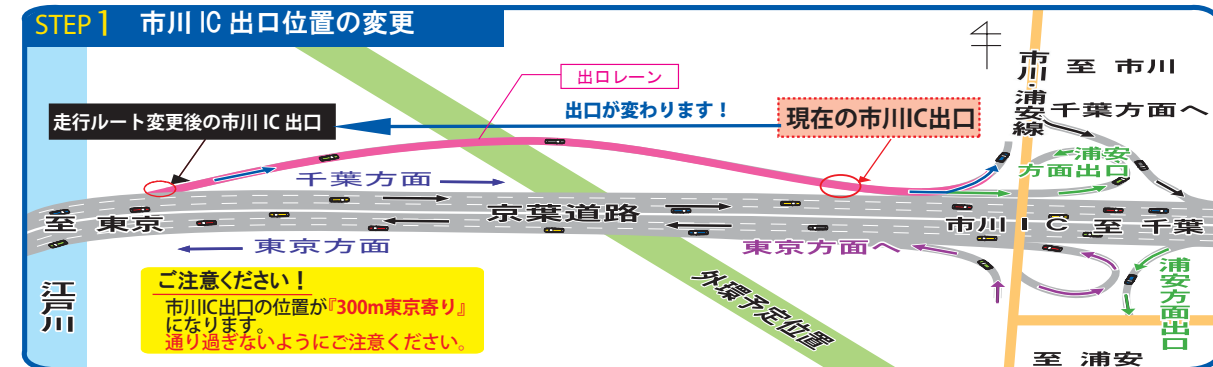 STEP 1 市川 IC 出口位置の変更
出口レーン
出口が変わります！
走行ルート変更後の市川 IC 出口
現在の市川IC出口
市川・浦安線
至 市川
千葉方面へ
浦安
方面出口
千葉方面
至 東京
京葉道路
市川 I C 至 千葉
東京方面
東京方面へ
江戸川
ご注意ください！
市川IC出口の位置が『300m東京寄り』
になります。
通り過ぎないようにご注意ください。
外環予定位置
浦安方面出口
至 浦安